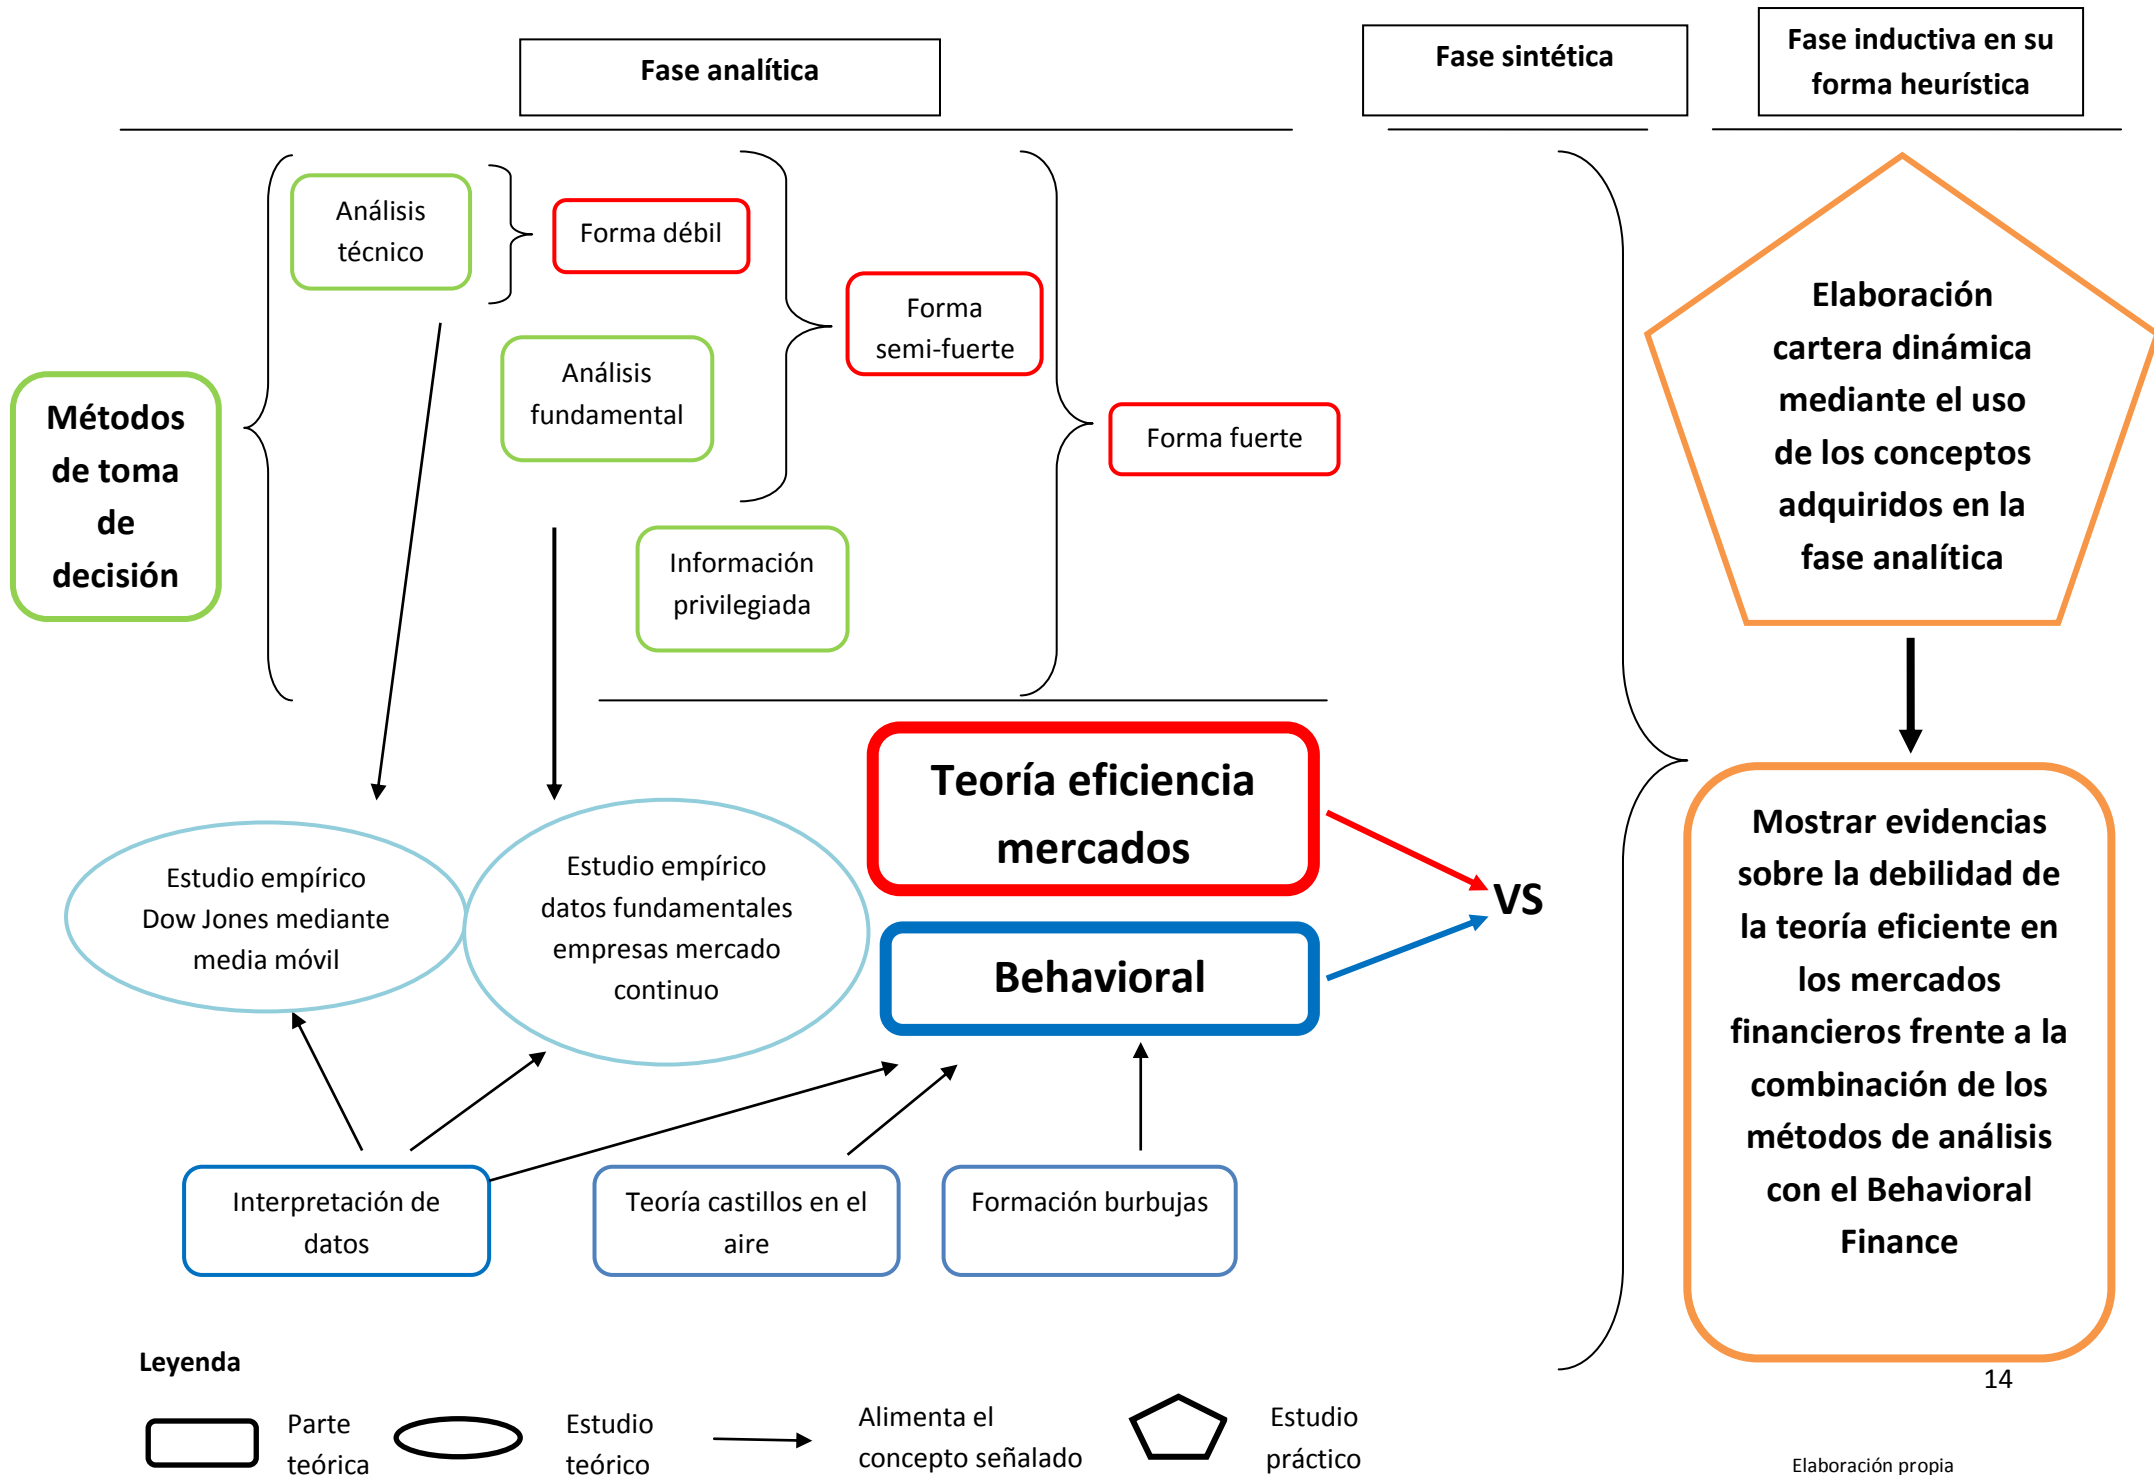 Fase analítica
Fase sintética
Fase inductiva en su
forma heurística
Análisis
técnico
Forma débil
Forma
semi-fuerte
Análisis
fundamental
Forma fuerte
Información
privilegiada
Métodos
de toma
de
decisión
Elaboración
cartera dinámica
mediante el uso
de los conceptos
adquiridos en la
fase analítica
Teoría eficiencia
mercados
Behavioral
VS
Estudio empírico
Dow Jones mediante
media móvil
Estudio empírico
datos fundamentales
empresas mercado
continuo
Mostrar evidencias
sobre la debilidad de
la teoría eficiente en
los mercados
financieros frente a la
combinación de los
métodos de análisis
con el Behavioral
Finance
Interpretación de
datos
Teoría castillos en el
aire
Formación burbujas
Leyenda
Parte
teórica
Estudio
teórico
Alimenta el
concepto señalado
Estudio
práctico
14
Elaboración propia